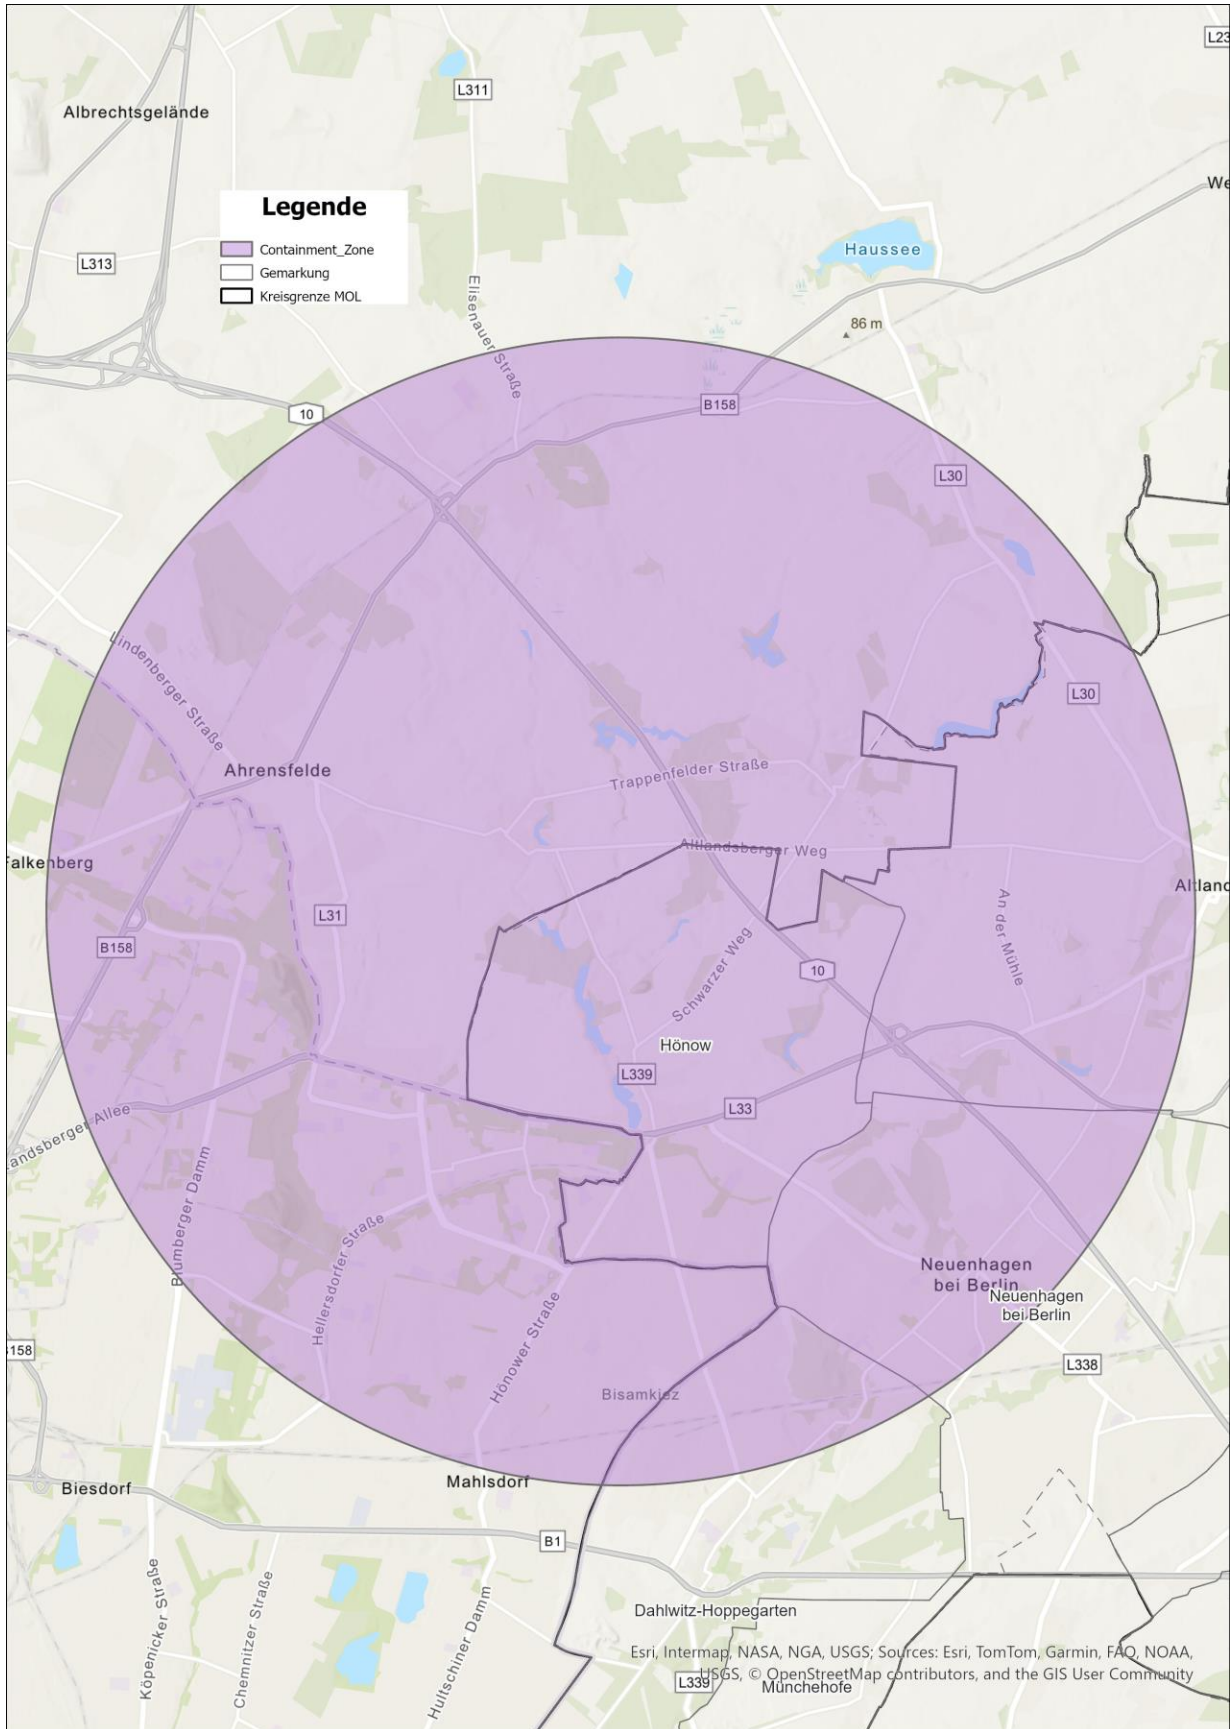 L23
L311
Albrechtsgelände
We
Legende
Haussee
Containment_Zone
L313
Gemarkung
Kreisgrenze MOL
Elisenauer Straße
86 m
B158
10
L30
Lindenberger Straße
L30
Ahrensfelde
Trappenfelder Straße
Altlandsberger Weg
Falkenberg
Altland
L31
An der Mühle
B158
10
Schwarzer Weg
Hönow
L339
L33
andsberger Allee
Blumberger Damm
Hellersdorfer Straße
Neuenhagen
bei Berlin
Neuenhagen
bei Berlin
158
Hönower Straße
L338
Bisamkiez
Mahlsdorf
Biesdorf
B1
Köpenicker Straße
Chemnitzer Straße
Hultschiner Damm
Dahlwitz-Hoppegarten
Esri, Intermap, NASA, NGA, USGS; Sources: Esri, TomTom, Garmin, FAO, NOAA,
USGS, © OpenStreetMap contributors, and the GIS User Community
L339
Münchehofe